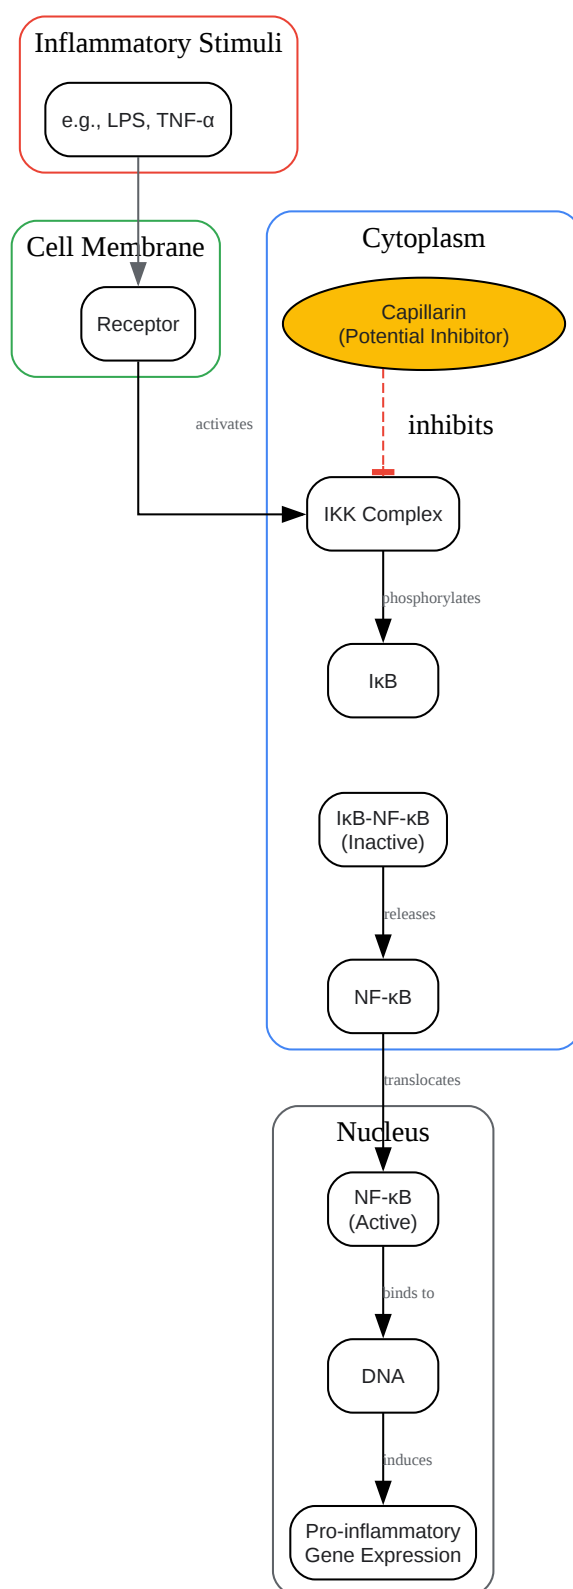 Inflammatory Stimuli
e.g., LPS, TNF-α
Cell Membrane
Receptor
activates
Cytoplasm
Capillarin
(Potential Inhibitor)
inhibits
IKK Complex
phosphorylates
IκB
IκB-NF-κB
(Inactive)
releases
NF-κB
translocates
Nucleus
NF-κB
(Active)
binds to
DNA
induces
Pro-inflammatory
Gene Expression